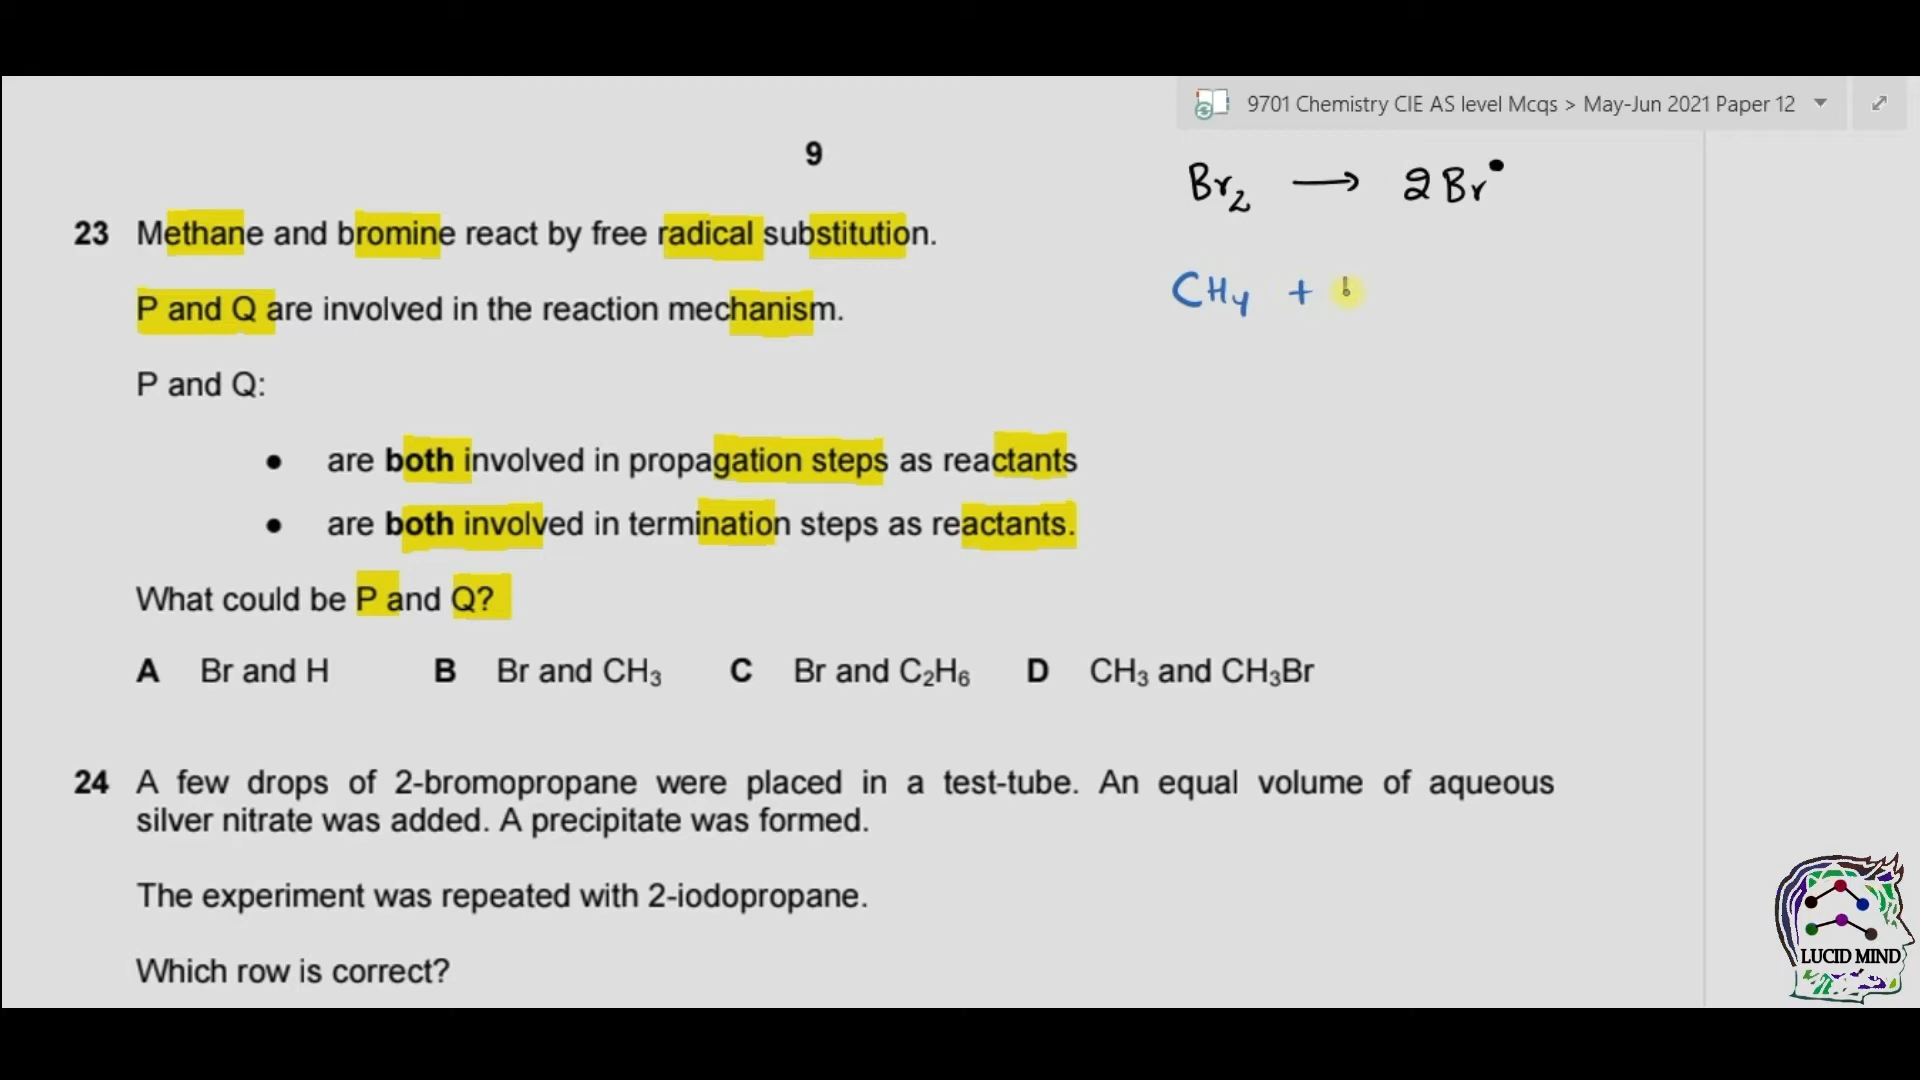 9701 Chemistry CIE AS level Mcqs > May-Jun 2021 Paper 12
9
Br₂ → 2Br•
23 Methane and bromine react by free radical substitution.
CH₄ +
P and Q are involved in the reaction mechanism.
P and Q:
• are both involved in propagation steps as reactants
• are both involved in termination steps as reactants.
What could be P and Q?
A Br and H B Br and CH₃ C Br and C₂H₆ D CH₃ and CH₃Br
24 A few drops of 2-bromopropane were placed in a test-tube. An equal volume of aqueous
silver nitrate was added. A precipitate was formed.
The experiment was repeated with 2-iodopropane.
Which row is correct?
LUCID MIND